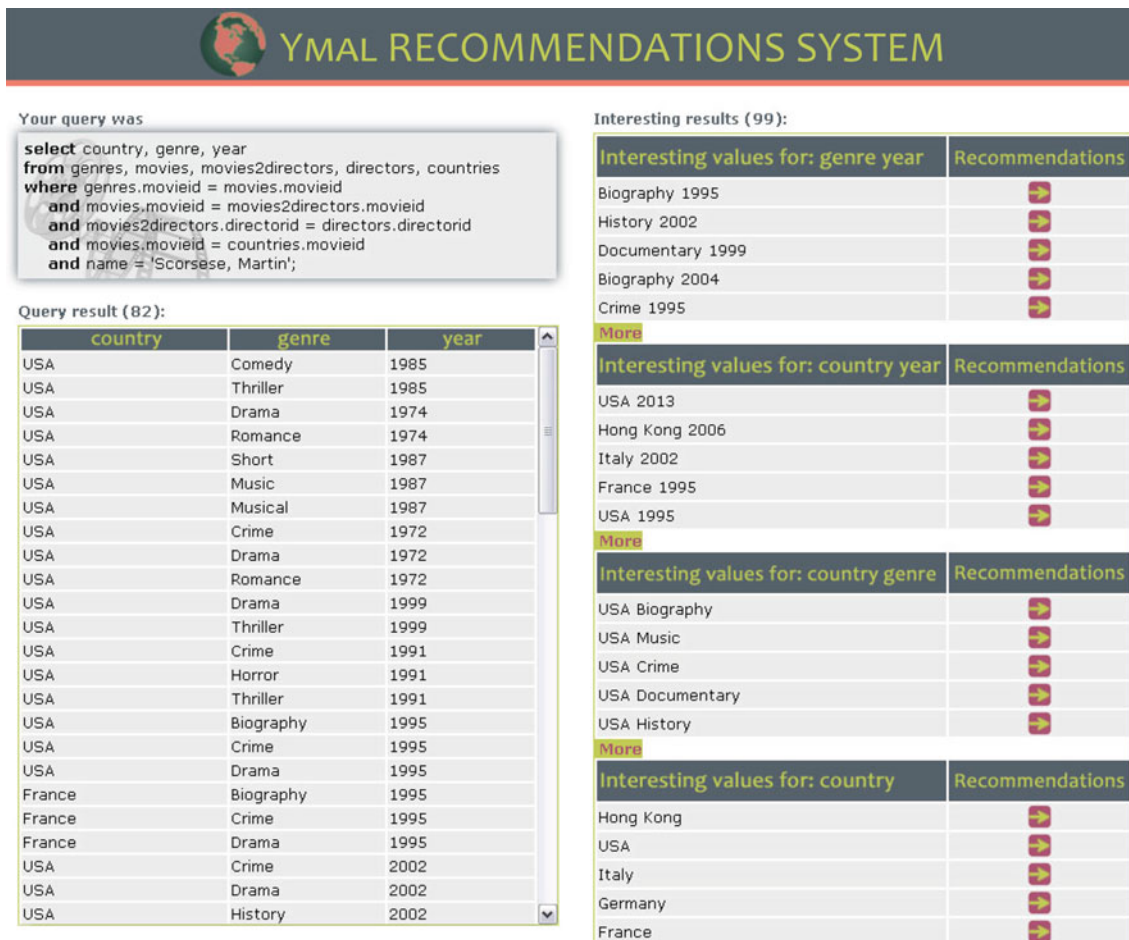 YMAL RECOMMENDATIONS SYSTEM
Your query was
select country, genre, year
from genres, movies, movies2directors, directors, countries
where genres.movieid = movies.movieid
and movies.movieid = movies2directors.movieid
and movies2directors.directorid = directors.directorid
and movies.movieid = countries.movieid
and name = 'Scorsese, Martin';
Query result (82):
country genre year
USA Comedy 1985
USA Thriller 1985
USA Drama 1974
USA Romance 1974
USA Short 1987
USA Music 1987
USA Musical 1987
USA Crime 1972
USA Drama 1972
USA Romance 1972
USA Drama 1999
USA Thriller 1999
USA Crime 1991
USA Horror 1991
USA Thriller 1991
USA Biography 1995
USA Crime 1995
USA Drama 1995
France Biography 1995
France Crime 1995
France Drama 1995
USA Crime 2002
USA Drama 2002
USA History 2002
Interesting results (99):
Interesting values for: genre year Recommendations
Biography 1995
History 2002
Documentary 1999
Biography 2004
Crime 1995
More
Interesting values for: country year Recommendations
USA 2013
Hong Kong 2006
Italy 2002
France 1995
USA 1995
More
Interesting values for: country genre Recommendations
USA Biography
USA Music
USA Crime
USA Documentary
USA History
More
Interesting values for: country Recommendations
Hong Kong
USA
Italy
Germany
France